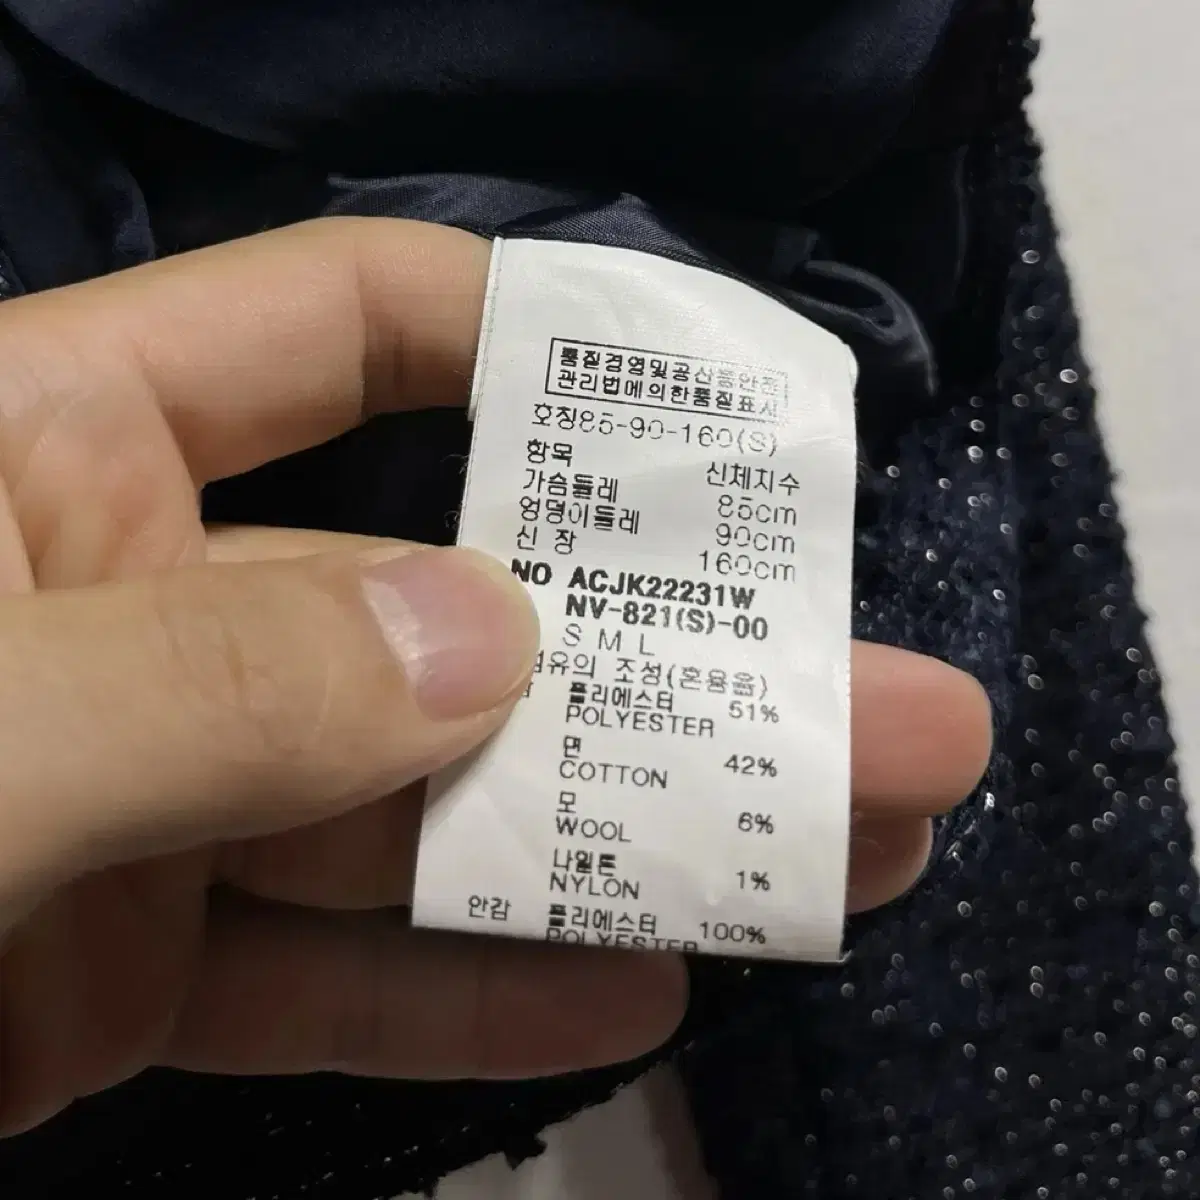 품질경영및공산품안전
관리법에의한품질표시
호칭85-90-160(S)
항목 신체지수
가슴둘레 85cm
엉덩이둘레 90cm
신 장 160cm
NO ACJK22231W
NV-821(S)-00
S M L
섬유의 조성(혼용율)
폴리에스터 51%
POLYESTER
면 42%
COTTON
모 6%
WOOL
나일론 1%
NYLON
안감 폴리에스터 100%
POLYESTER